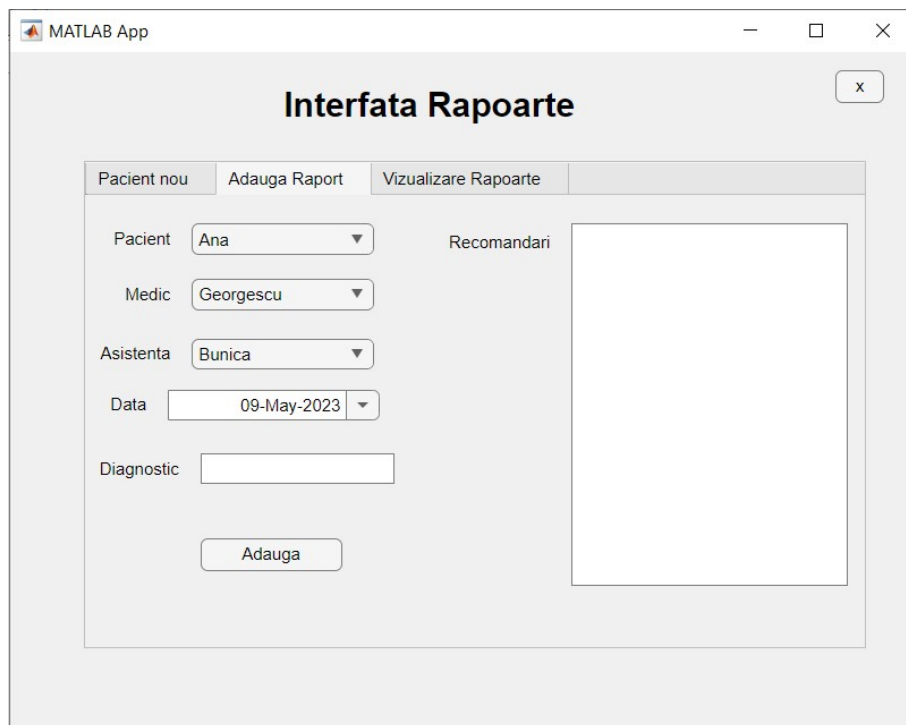 MATLAB App
x
Interfata Rapoarte
Pacient nou Adauga Raport Vizualizare Rapoarte
Pacient Ana Recomandari
Medic Georgescu
Asistenta Bunica
Data 09-May-2023
Diagnostic
Adauga